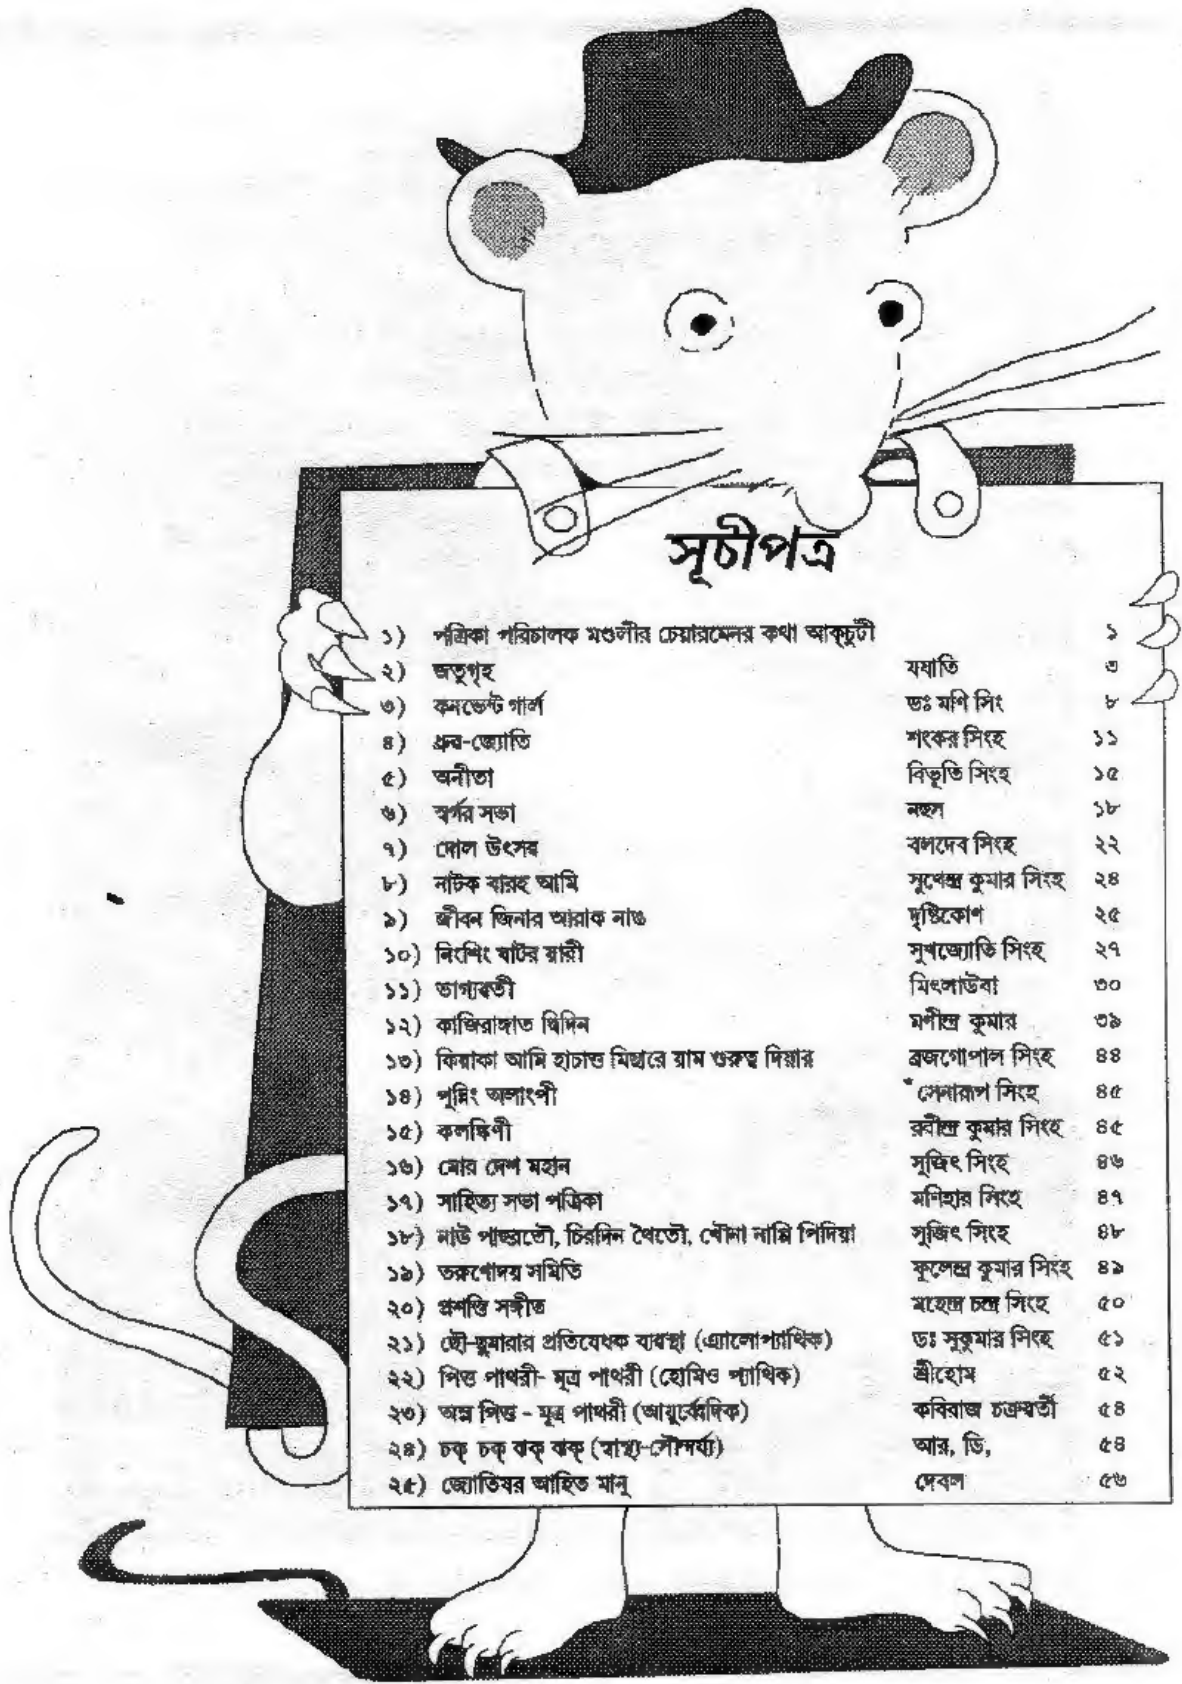 সূচীপত্র
১) পত্রিকা পরিচালক মণ্ডলীর চেয়ারমেনর কথা আক্চুটী ১
২) জতুগৃহ যযাতি ৩
৩) কনভেন্ট গার্ল ডঃ মণি সিং ৮
৪) ধ্রুব-জ্যোতি শংকর সিংহ ১১
৫) অনীতা বিভূতি সিংহ ১৫
৬) স্বর্গর সভা নহুল ১৮
৭) দোল উৎসব বলদেব সিংহ ২২
৮) নাটক বারহ আমি সুখেন্দ্র কুমার সিংহ ২৪
৯) জীবন জিনার আরাক নাঙ দৃষ্টিকোণ ২৫
১০) নিংশিং ঘাটর য়ারী সুখজ্যোতি সিংহ ২৭
১১) ভাগ্যবতী মিৎলাউবা ৩০
১২) কাজিরাঙ্গাত দ্বিদিন মণীন্দ্র কুমার ৩৯
১৩) কিয়াকা আমি হাচাত্ত মিহারে য়াম গুরুত্ব দিয়ার ব্রজগোপাল সিংহ ৪৪
১৪) পুন্নিং অলাংপী সেনারূপ সিংহ ৪৫
১৫) কলঙ্কিণী রবীন্দ্র কুমার সিংহ ৪৫
১৬) মোর দেশ মহান সুজিৎ সিংহ ৪৬
১৭) সাহিত্য সভা পত্রিকা মণিহার সিংহ ৪৭
১৮) নাউ পাহুরতৌ, চিরদিন থৈতৌ, খৌনা নান্নি পিদিয়া সুজিৎ সিংহ ৪৮
১৯) তরুণোদয় সমিতি ফুলেন্দ্র কুমার সিংহ ৪৯
২০) প্রশস্তি সঙ্গীত মহেন্দ্র চন্দ্র সিংহ ৫০
২১) ছৌ-ছুমারার প্রতিষেধক ব্যবস্থা (এ্যালোপ্যাথিক) ডঃ সুকুমার সিংহ ৫১
২২) পিত্ত পাথরী- মূত্র পাথরী (হোমিও প্যাথিক) শ্রীহোম ৫২
২৩) অম্ল পিত্ত - মূত্র পাথরী (আয়ুর্ব্বেদিক) কবিরাজ চক্রবর্তী ৫৪
২৪) চক্ চক্ ঝক্ ঝক্ (স্বাস্থ্য-সৌন্দর্য্য) আর, ডি, ৫৪
২৫) জ্যোতিষর আহিত মানু দেবল ৫৬